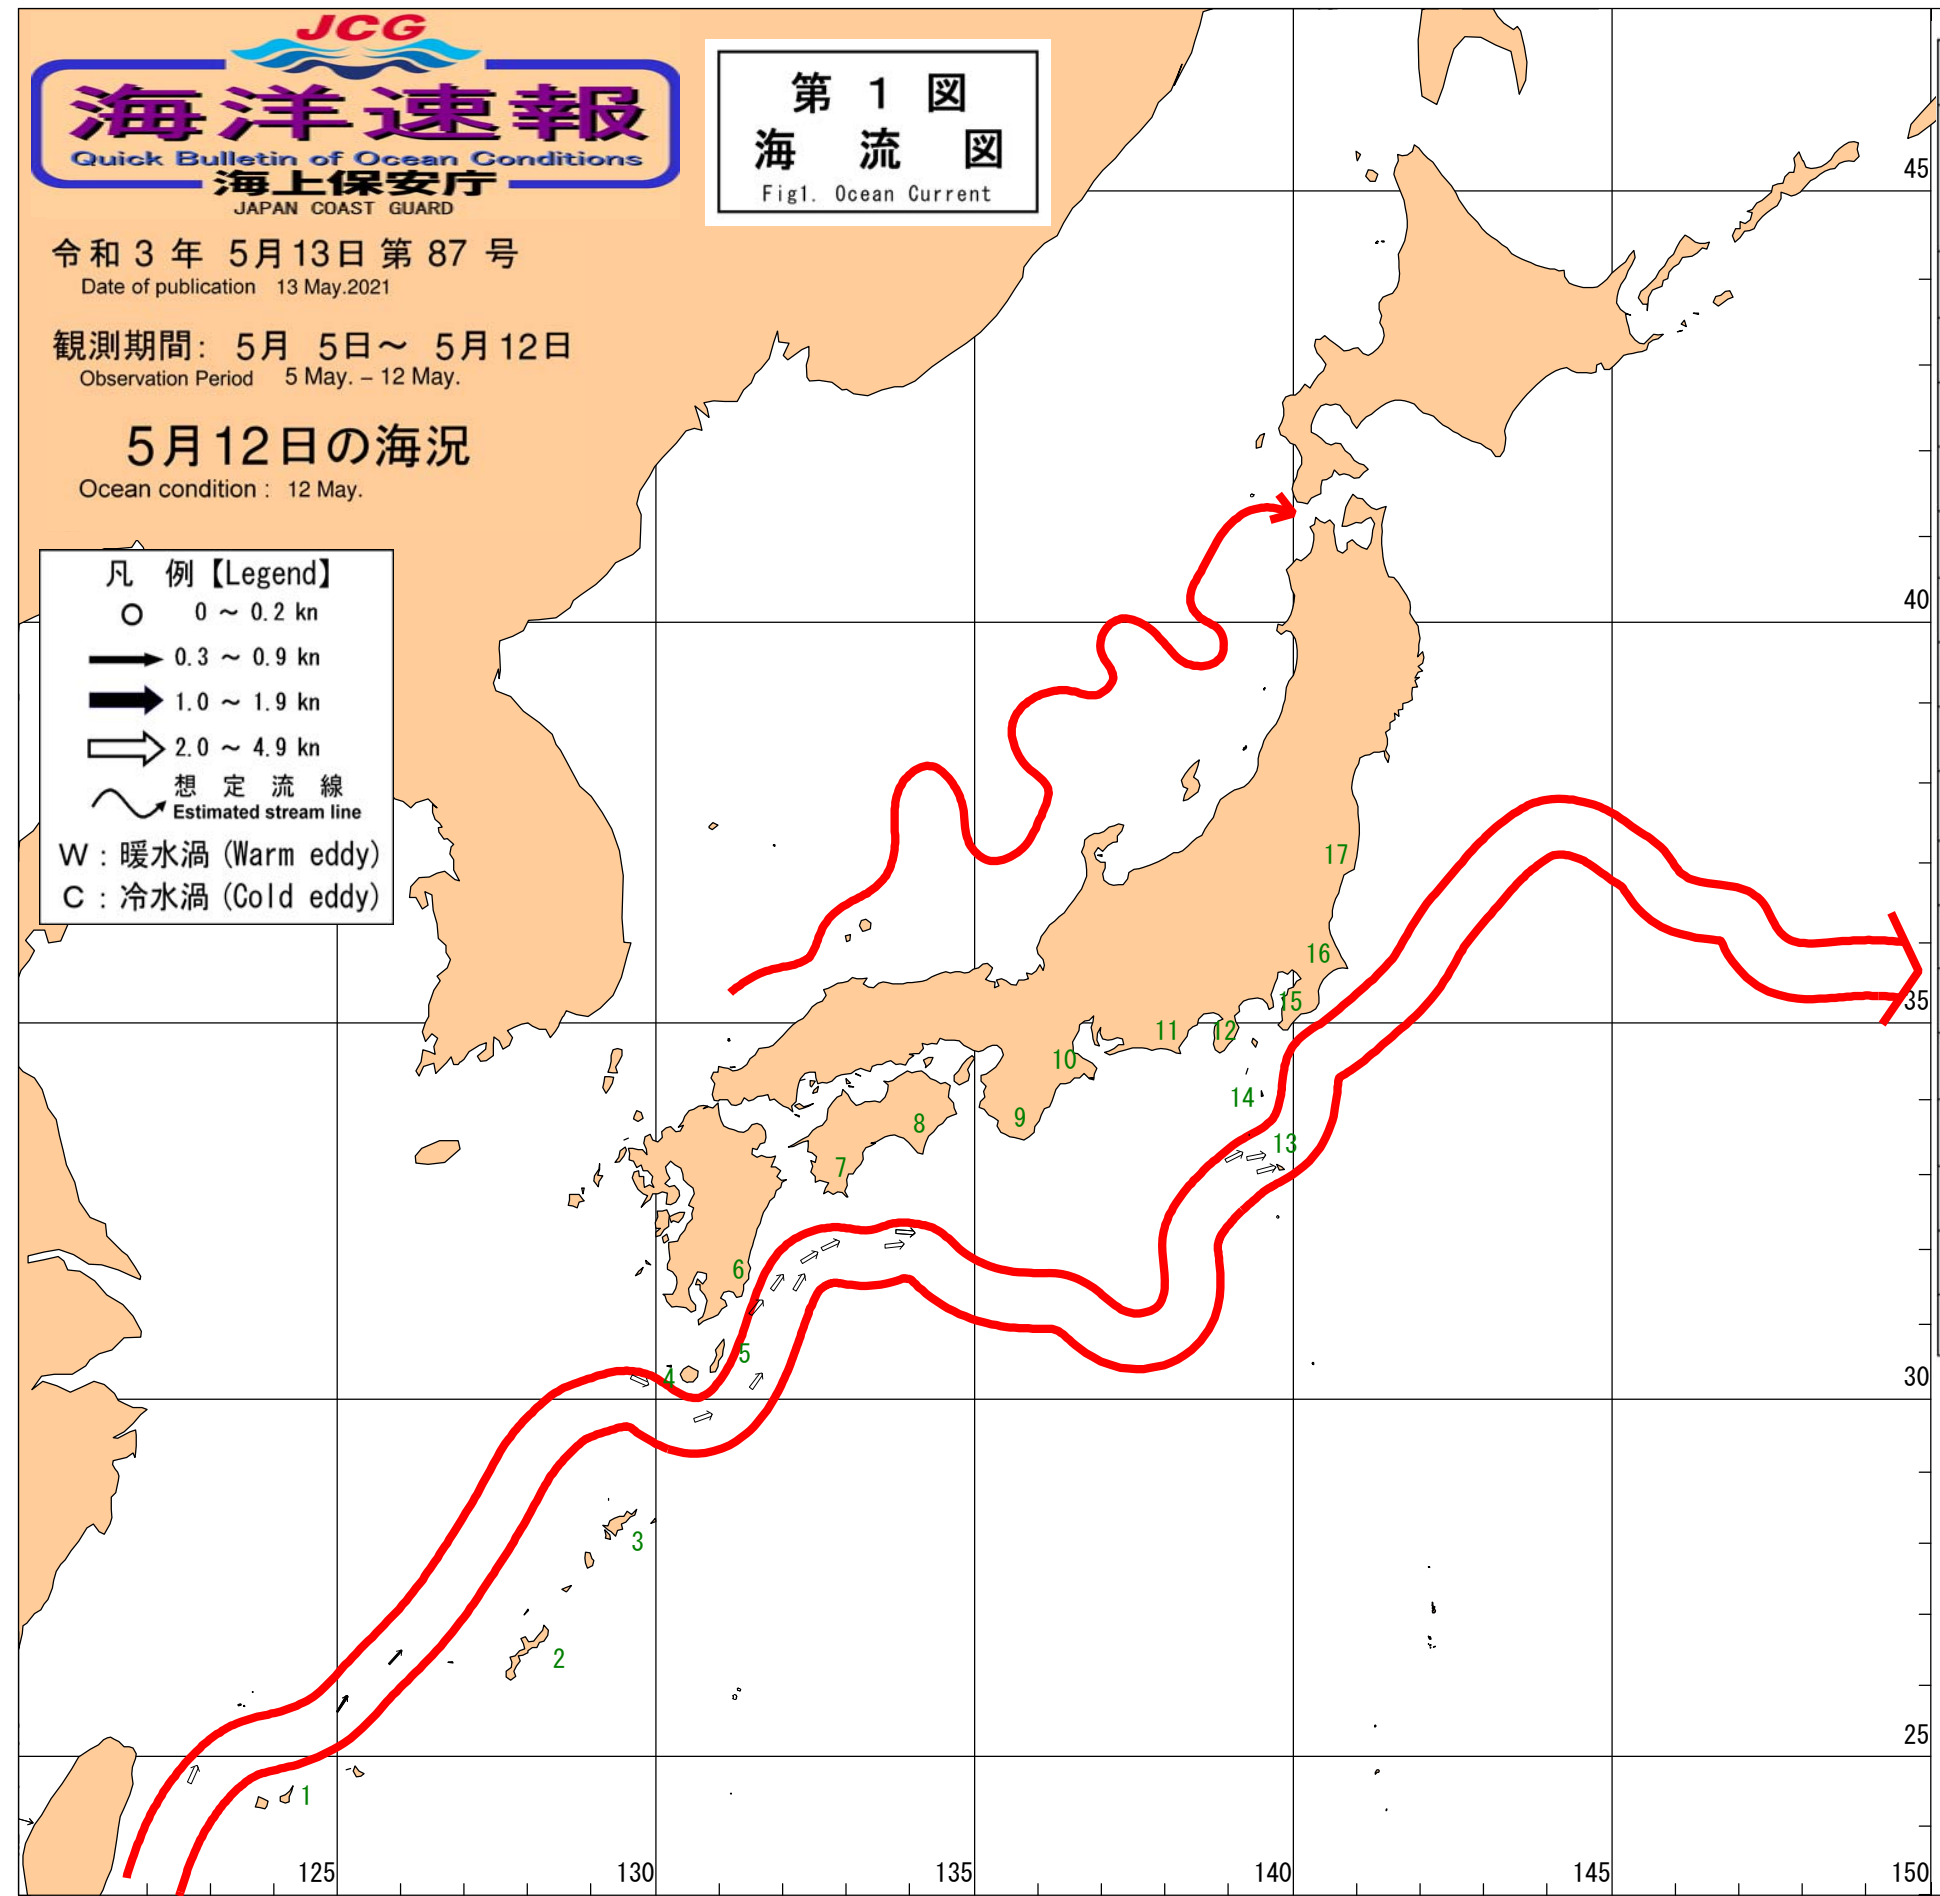 JCG
海洋速報
Quick Bulletin of Ocean Conditions
海上保安庁
JAPAN COAST GUARD
第 1 図
海 流 図
Fig1. Ocean Current
令和 3 年 5月13日 第 87 号
Date of publication 13 May.2021
観測期間: 5月 5日～ 5月12日
Observation Period 5 May. – 12 May.
5月12日の海況
Ocean condition : 12 May.
凡 例【Legend】
0 ～ 0.2 kn
0.3 ～ 0.9 kn
1.0 ～ 1.9 kn
2.0 ～ 4.9 kn
想 定 流 線
Estimated stream line
W : 暖水渦 (Warm eddy)
C : 冷水渦 (Cold eddy)
45
40
35
30
25
17
16
15
12
11
10
14
13
9
8
7
6
5
4
3
2
1
125
130
135
140
145
150